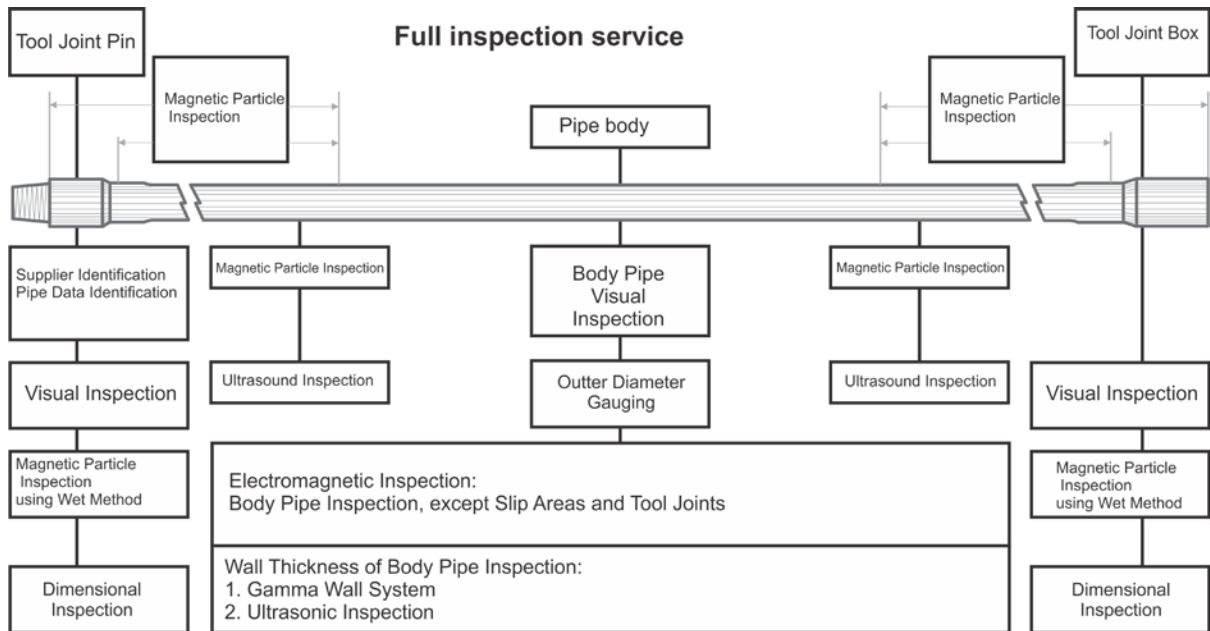 Tool Joint Pin
Full inspection service
Tool Joint Box
Magnetic Particle
Inspection
Pipe body
Magnetic Particle
Inspection
Supplier Identification
Pipe Data Identification
Magnetic Particle Inspection
Body Pipe
Visual
Inspection
Magnetic Particle Inspection
Visual Inspection
Ultrasound Inspection
Outter Diameter
Gauging
Ultrasound Inspection
Visual Inspection
Magnetic Particle
Inspection
using Wet Method
Electromagnetic Inspection:
Body Pipe Inspection, except Slip Areas and Tool Joints
Magnetic Particle
Inspection
using Wet Method
Dimensional
Inspection
Wall Thickness of Body Pipe Inspection:
1. Gamma Wall System
2. Ultrasonic Inspection
Dimensional
Inspection